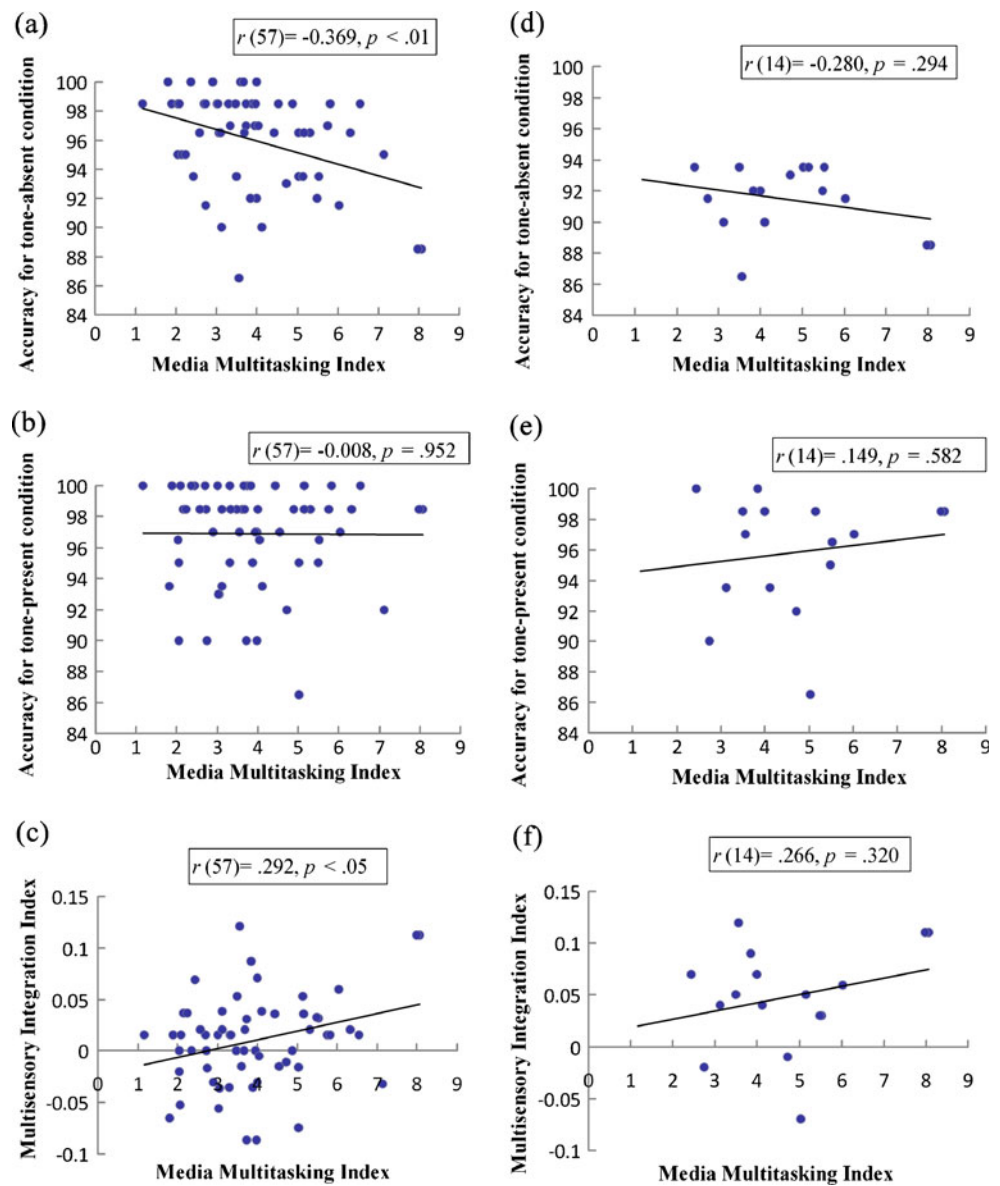 (a)
r (57)= -0.369, p < .01
Accuracy for tone-absent condition
100
98
96
94
92
90
88
86
84
0 1 2 3 4 5 6 7 8 9
Media Multitasking Index
(d)
r (14)= -0.280, p = .294
Accuracy for tone-absent condition
100
98
96
94
92
90
88
86
84
0 1 2 3 4 5 6 7 8 9
Media Multitasking Index
(b)
r (57)= -0.008, p = .952
Accuracy for tone-present condition
100
98
96
94
92
90
88
86
84
0 1 2 3 4 5 6 7 8 9
Media Multitasking Index
(e)
r (14)= .149, p = .582
Accuracy for tone-present condition
100
98
96
94
92
90
88
86
84
0 1 2 3 4 5 6 7 8 9
Media Multitasking Index
(c)
r (57)= .292, p < .05
Multisensory Integration Index
0.15
0.1
0.05
0
-0.05
-0.1
0 1 2 3 4 5 6 7 8 9
Media Multitasking Index
(f)
r (14)= .266, p = .320
Multisensory Integration Index
0.15
0.1
0.05
0
-0.05
-0.1
0 1 2 3 4 5 6 7 8 9
Media Multitasking Index